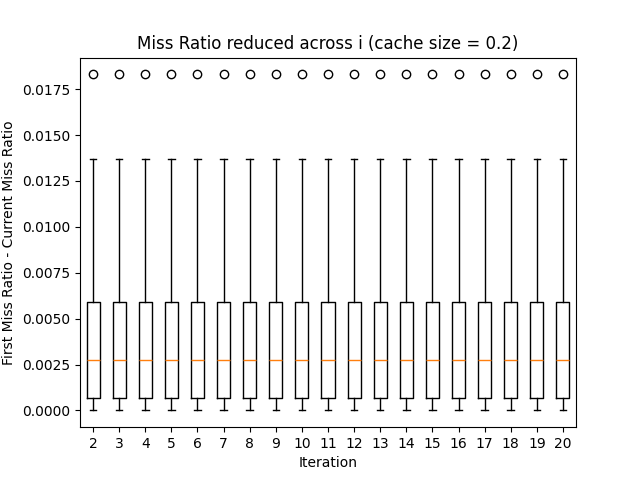 Miss Ratio reduced across i (cache size = 0.2)
First Miss Ratio - Current Miss Ratio
0.0175
0.0150
0.0125
0.0100
0.0075
0.0050
0.0025
0.0000
2 3 4 5 6 7 8 9 10 11 12 13 14 15 16 17 18 19 20
Iteration